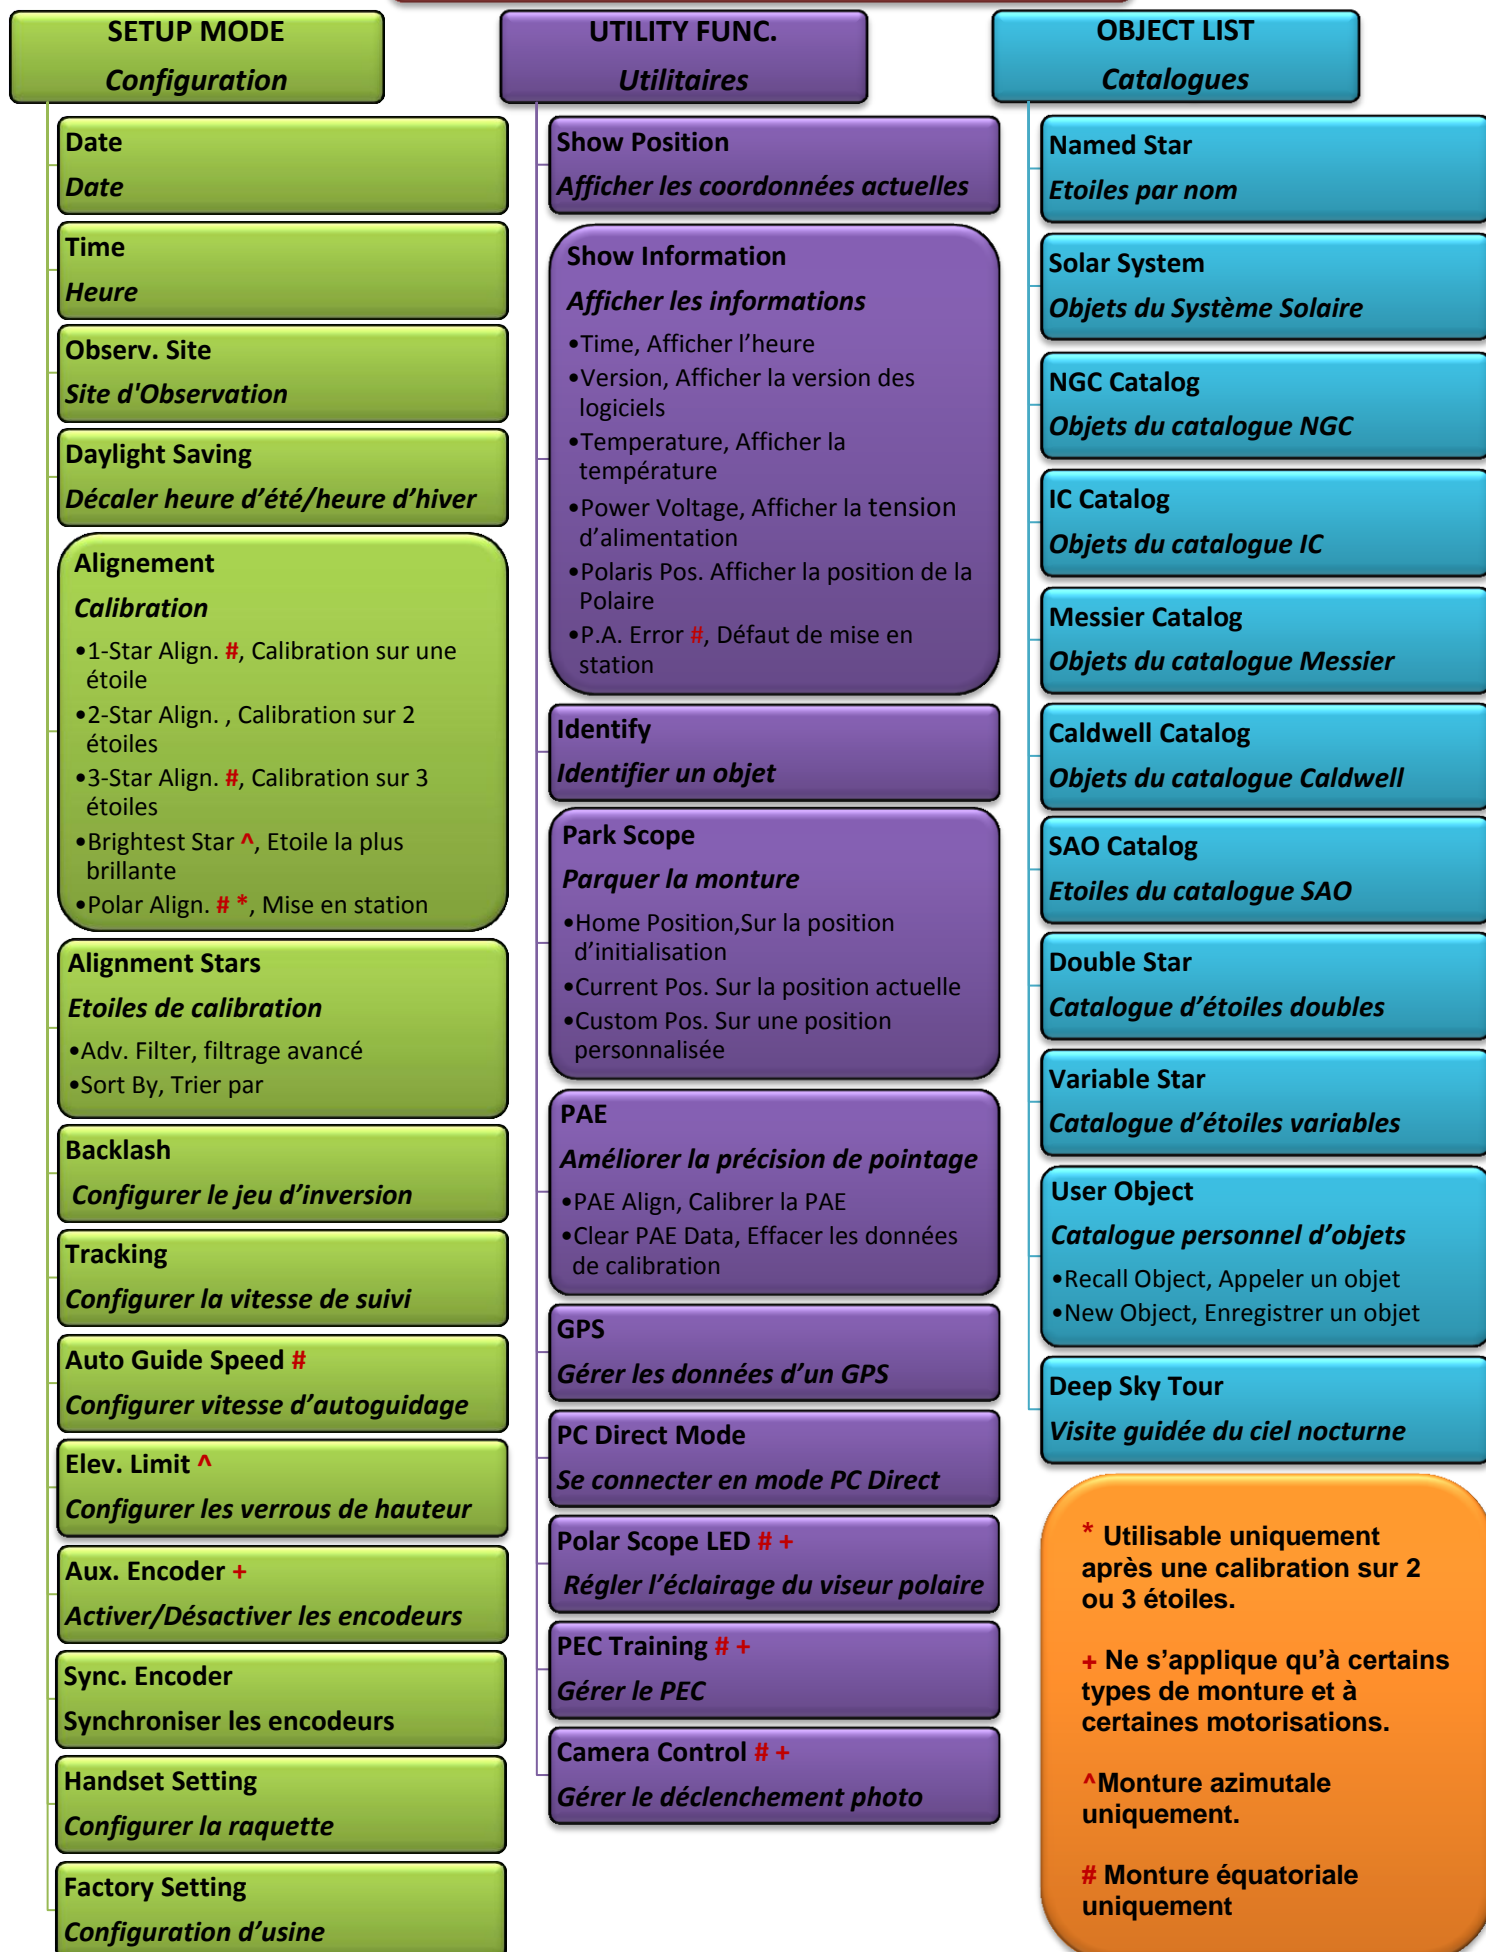 SETUP MODE
Configuration
Date
Date
Time
Heure
Observ. Site
Site d'Observation
Daylight Saving
Décaler heure d’été/heure d’hiver
Alignement
Calibration
•1-Star Align. #, Calibration sur une
étoile
•2-Star Align. , Calibration sur 2
étoiles
•3-Star Align. #, Calibration sur 3
étoiles
•Brightest Star ^, Etoile la plus
brillante
•Polar Align. # *, Mise en station
Alignment Stars
Etoiles de calibration
•Adv. Filter, filtrage avancé
•Sort By, Trier par
Backlash
Configurer le jeu d’inversion
Tracking
Configurer la vitesse de suivi
Auto Guide Speed #
Configurer vitesse d’autoguidage
Elev. Limit ^
Configurer les verrous de hauteur
Aux. Encoder +
Activer/Désactiver les encodeurs
Sync. Encoder
Synchroniser les encodeurs
Handset Setting
Configurer la raquette
Factory Setting
Configuration d’usine
UTILITY FUNC.
Utilitaires
Show Position
Afficher les coordonnées actuelles
Show Information
Afficher les informations
•Time, Afficher l’heure
•Version, Afficher la version des
logiciels
•Temperature, Afficher la
température
•Power Voltage, Afficher la tension
d’alimentation
•Polaris Pos. Afficher la position de la
Polaire
•P.A. Error #, Défaut de mise en
station
Identify
Identifier un objet
Park Scope
Parquer la monture
•Home Position,Sur la position
d’initialisation
•Current Pos. Sur la position actuelle
•Custom Pos. Sur une position
personnalisée
PAE
Améliorer la précision de pointage
•PAE Align, Calibrer la PAE
•Clear PAE Data, Effacer les données
de calibration
GPS
Gérer les données d’un GPS
PC Direct Mode
Se connecter en mode PC Direct
Polar Scope LED # +
Régler l’éclairage du viseur polaire
PEC Training # +
Gérer le PEC
Camera Control # +
Gérer le déclenchement photo
OBJECT LIST
Catalogues
Named Star
Etoiles par nom
Solar System
Objets du Système Solaire
NGC Catalog
Objets du catalogue NGC
IC Catalog
Objets du catalogue IC
Messier Catalog
Objets du catalogue Messier
Caldwell Catalog
Objets du catalogue Caldwell
SAO Catalog
Etoiles du catalogue SAO
Double Star
Catalogue d’étoiles doubles
Variable Star
Catalogue d’étoiles variables
User Object
Catalogue personnel d’objets
•Recall Object, Appeler un objet
•New Object, Enregistrer un objet
Deep Sky Tour
Visite guidée du ciel nocturne
* Utilisable uniquement
après une calibration sur 2
ou 3 étoiles.
+ Ne s’applique qu’à certains
types de monture et à
certaines motorisations.
^Monture azimutale
uniquement.
# Monture équatoriale
uniquement